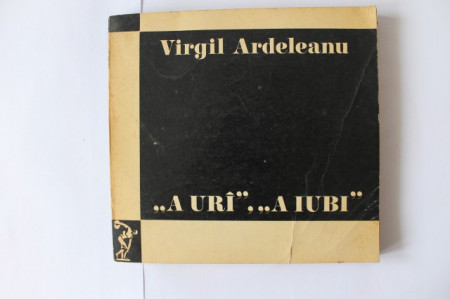 Virgil Ardeleanu
„A URÎ”, „A IUBI”